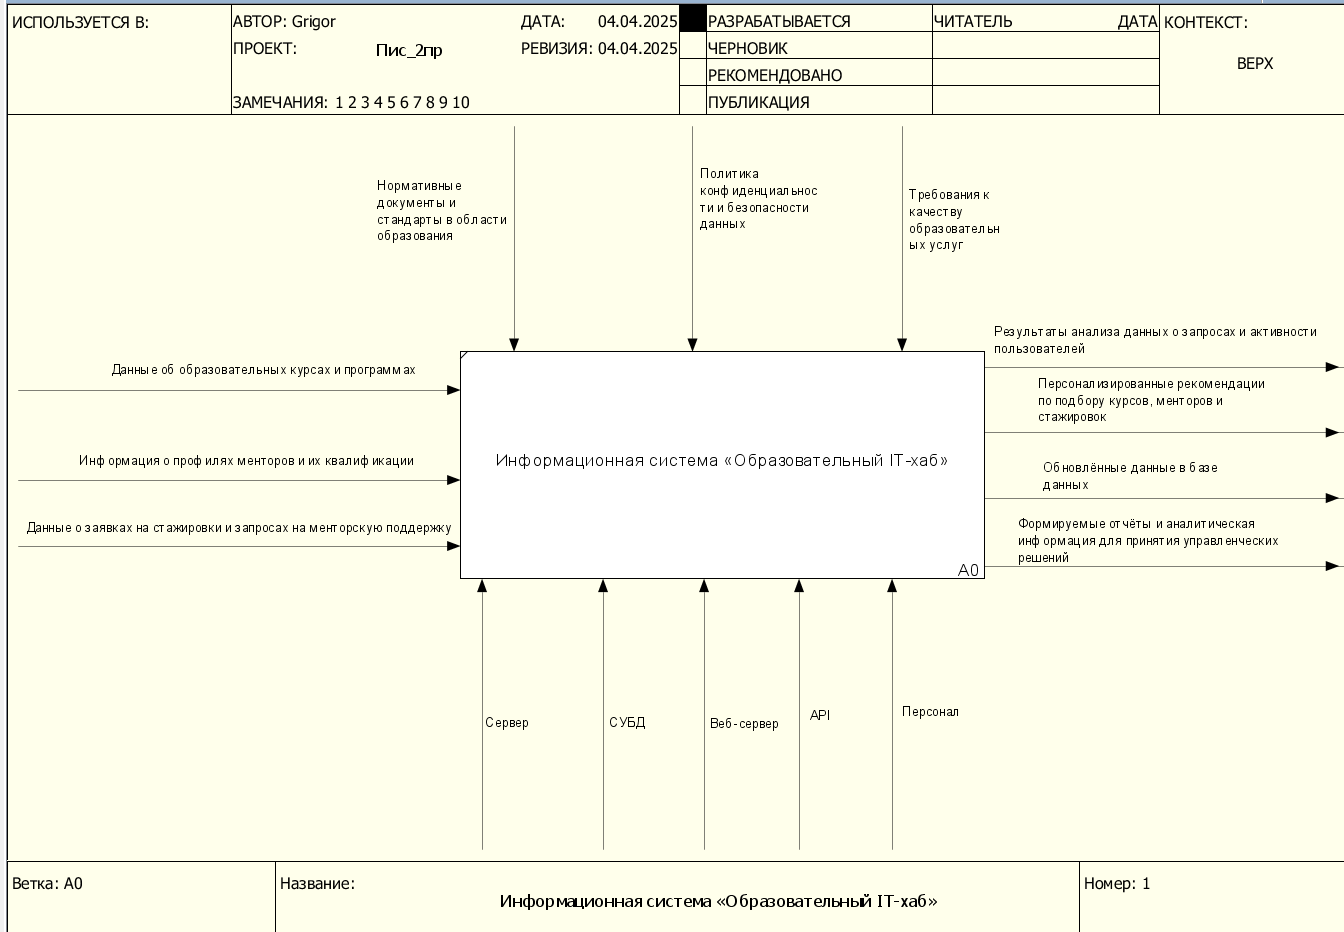 ИСПОЛЬЗУЕТСЯ В:
АВТОР: Grigor
ДАТА: 04.04.2025
ПРОЕКТ: Пис_2пр
РЕВИЗИЯ: 04.04.2025
ЗАМЕЧАНИЯ: 1 2 3 4 5 6 7 8 9 10
РАЗРАБАТЫВАЕТСЯ
ЧЕРНОВИК
РЕКОМЕНДОВАНО
ПУБЛИКАЦИЯ
ЧИТАТЕЛЬ ДАТА
КОНТЕКСТ:
ВЕРХ
Нормативные
документы и
стандарты в области
образования
Политика
конфиденциальнос
ти и безопасности
данных
Требования к
качеству
образовательн
ых услуг
Данные об образовательных курсах и программах
Информация о профилях менторов и их квалификации
Данные о заявках на стажировки и запросах на менторскую поддержку
Информационная система «Образовательный IT-хаб»
A0
Результаты анализа данных о запросах и активности
пользователей
Персонализированные рекомендации
по подбору курсов, менторов и
стажировок
Обновлённые данные в базе
данных
Формируемые отчёты и аналитическая
информация для принятия управленческих
решений
Сервер
СУБД
Веб-сервер
API
Персонал
Ветка: A0
Название:
Информационная система «Образовательный IT-хаб»
Номер: 1